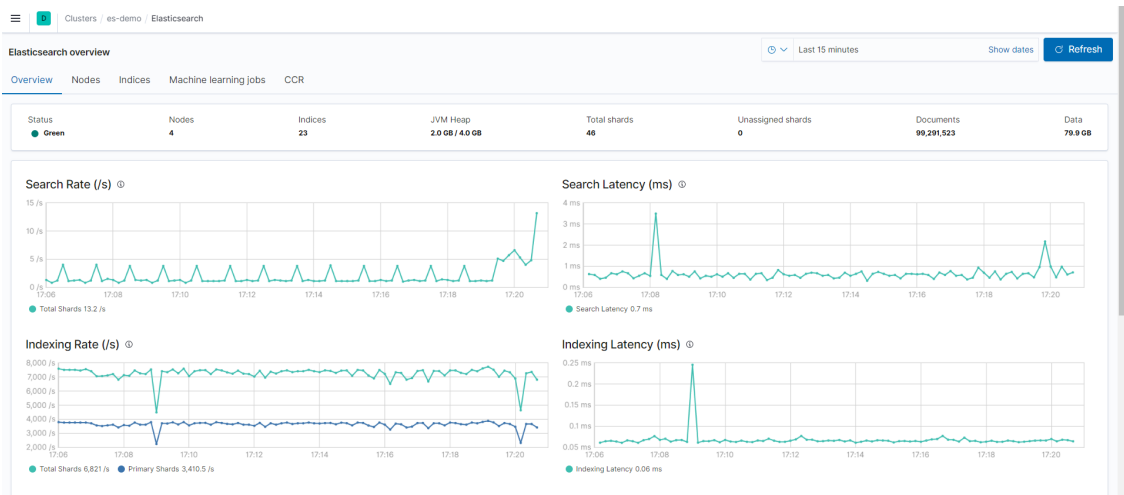 D Clusters / es-demo / Elasticsearch
Elasticsearch overview
Last 15 minutes Show dates Refresh
Overview Nodes Indices Machine learning jobs CCR
Status Nodes Indices JVM Heap Total shards Unassigned shards Documents Data
Green 4 23 2.0 GB / 4.0 GB 46 0 99,291,523 79.9 GB
Search Rate (/s)
15 /s
10 /s
5 /s
0 /s
17:06 17:08 17:10 17:12 17:14 17:16 17:18 17:20
Total Shards 13.2 /s
Search Latency (ms)
4 ms
3 ms
2 ms
1 ms
0 ms
17:06 17:08 17:10 17:12 17:14 17:16 17:18 17:20
Search Latency 0.7 ms
Indexing Rate (/s)
8,000 /s
7,000 /s
6,000 /s
5,000 /s
4,000 /s
3,000 /s
2,000 /s
17:06 17:08 17:10 17:12 17:14 17:16 17:18 17:20
Total Shards 6,821 /s Primary Shards 3,410.5 /s
Indexing Latency (ms)
0.25 ms
0.2 ms
0.15 ms
0.1 ms
0.05 ms
17:06 17:08 17:10 17:12 17:14 17:16 17:18 17:20
Indexing Latency 0.06 ms